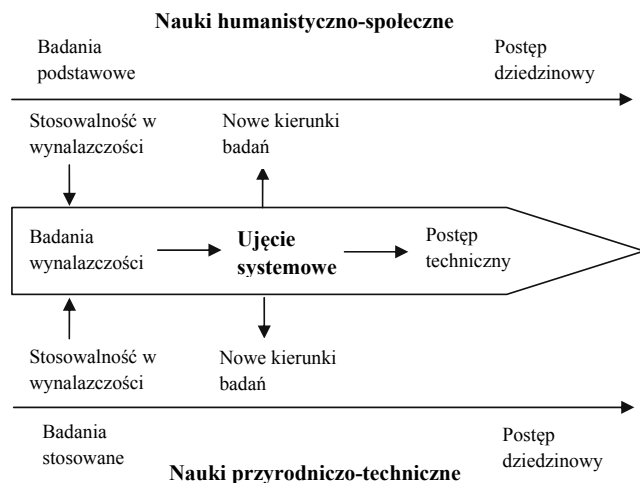 Nauki humanistyczno-społeczne
Badania
podstawowe
Postęp
dziedzinowy
Stosowalność w
wynalazczości
Nowe kierunki
badań
Badania
wynalazczości
Ujęcie
systemowe
Postęp
techniczny
Stosowalność w
wynalazczości
Nowe kierunki
badań
Badania
stosowane
Postęp
dziedzinowy
Nauki przyrodniczo-techniczne